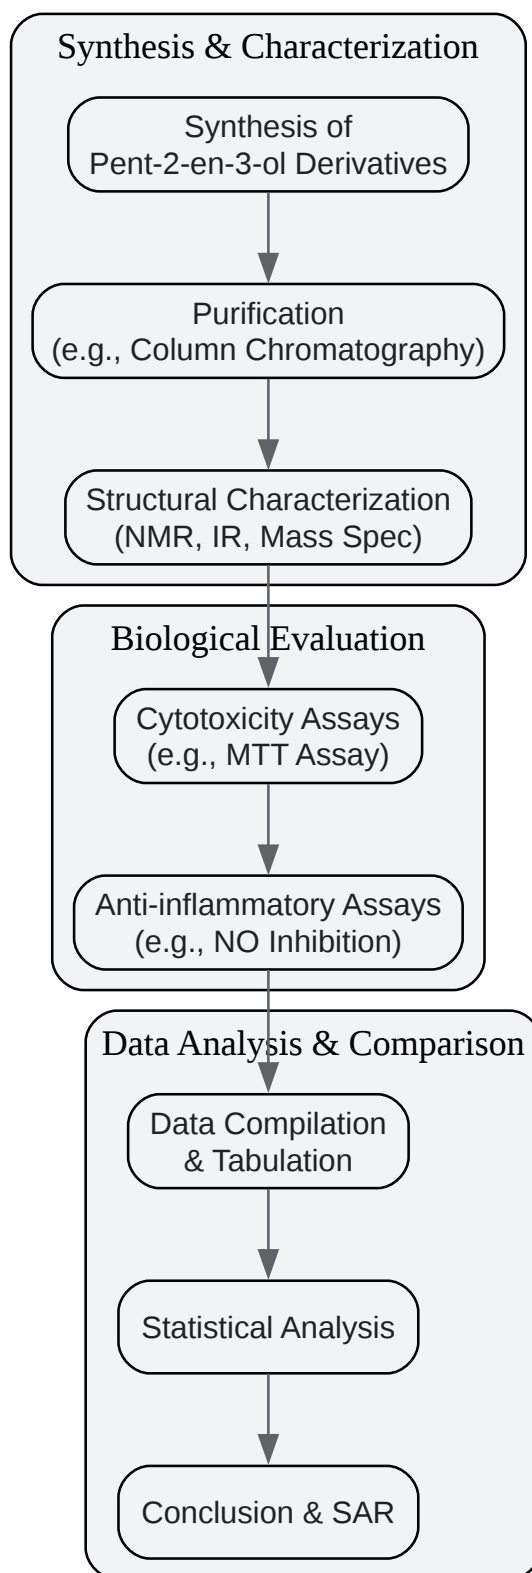 Synthesis & Characterization
Synthesis of
Pent-2-en-3-ol Derivatives
Purification
(e.g., Column Chromatography)
Structural Characterization
(NMR, IR, Mass Spec)
Biological Evaluation
Cytotoxicity Assays
(e.g., MTT Assay)
Anti-inflammatory Assays
(e.g., NO Inhibition)
Data Analysis & Comparison
Data Compilation
& Tabulation
Statistical Analysis
Conclusion & SAR